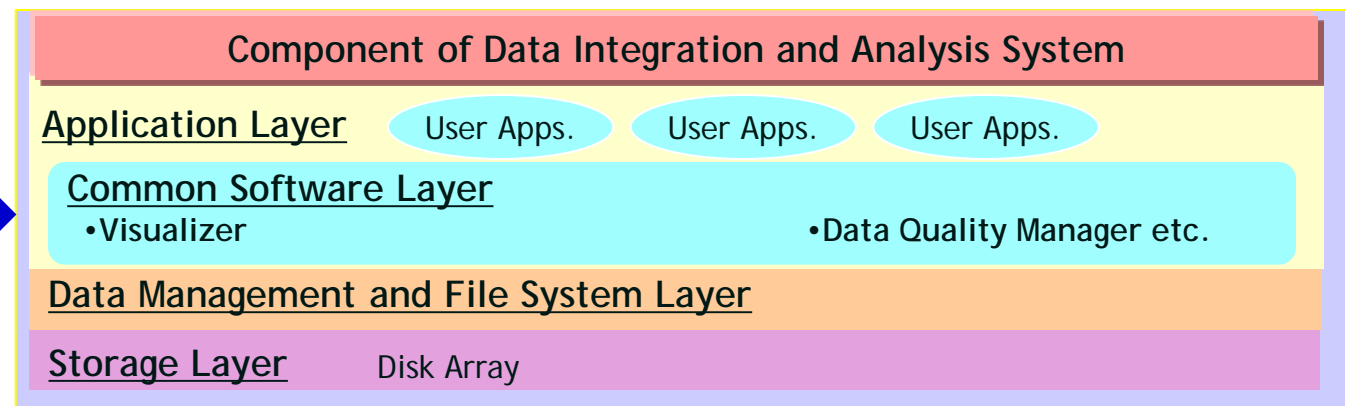 Component of Data Integration and Analysis System
Application Layer User Apps. User Apps. User Apps.
Common Software Layer
•Visualizer •Data Quality Manager etc.
Data Management and File System Layer
Storage Layer Disk Array